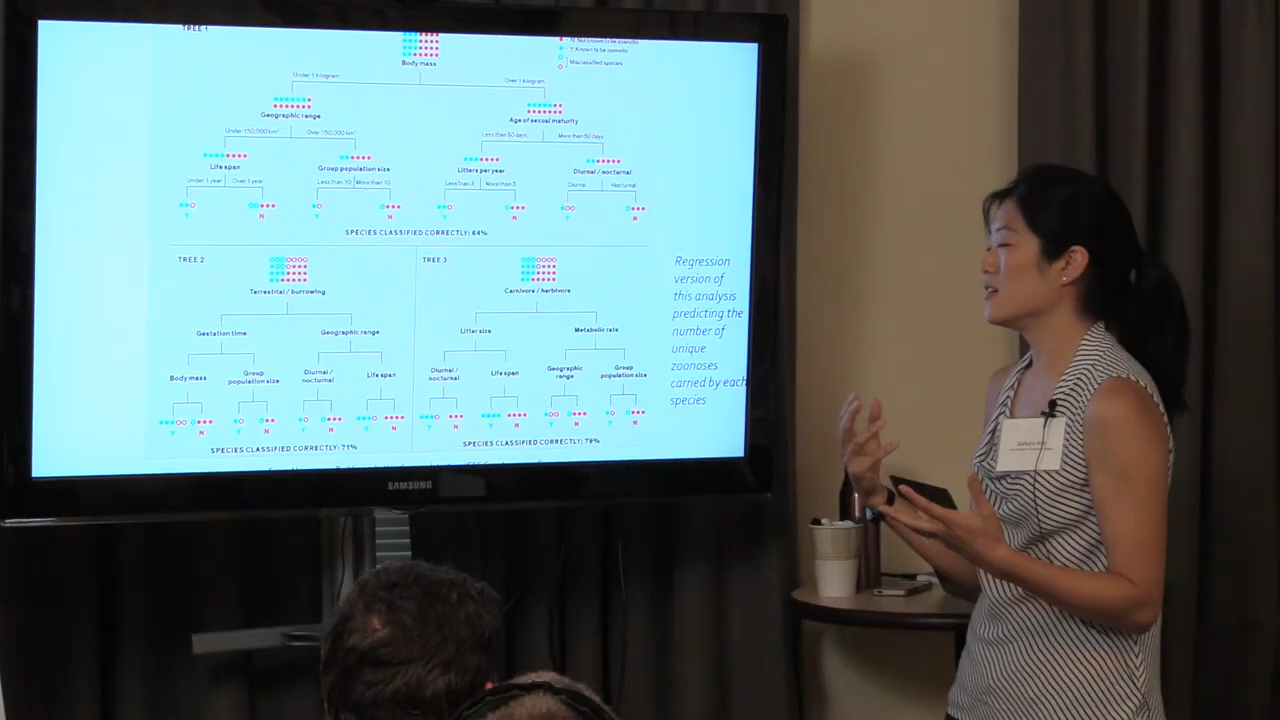 TREE 1
Body mass
N: Not known to be zoonotic
Y: Known to be zoonotic
Misclassified species
Under 1 kilogram
Over 1 kilogram
Geographic range
Age of sexual maturity
Under 150,000 km²
Over 150,000 km²
Less than 50 days
More than 50 days
Life span
Group population size
Litters per year
Diurnal / nocturnal
Under 1 year
Over 1 year
Less than 10
More than 10
Less than 3
More than 3
Diurnal
Nocturnal
Y
N
Y
N
Y
N
Y
N
SPECIES CLASSIFIED CORRECTLY: 64%
TREE 2
Terrestrial / burrowing
Gestation time
Geographic range
Body mass
Group
population size
Diurnal /
nocturnal
Life span
Y
N
Y
N
Y
N
Y
N
SPECIES CLASSIFIED CORRECTLY: 71%
TREE 3
Carnivore / herbivore
Litter size
Metabolic rate
Diurnal /
nocturnal
Life span
Geographic
range
Group
population size
Y
N
Y
N
Y
N
Y
N
SPECIES CLASSIFIED CORRECTLY: 79%
Regression
version of
this analysis
predicting the
number of
unique
zoonoses
carried by each
species
SAMSUNG